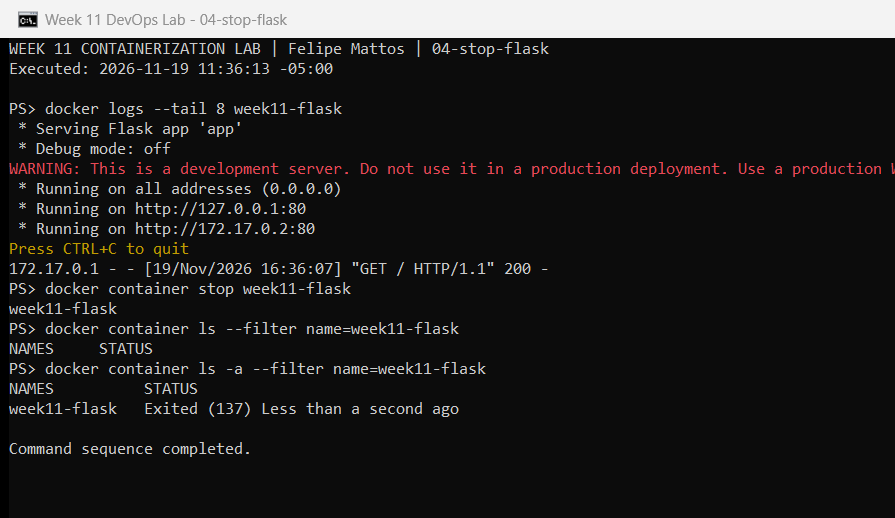 Week 11 DevOps Lab - 04-stop-flask
WEEK 11 CONTAINERIZATION LAB | Felipe Mattos | 04-stop-flask
Executed: 2026-11-19 11:36:13 -05:00
PS> docker logs --tail 8 week11-flask
* Serving Flask app 'app'
* Debug mode: off
WARNING: This is a development server. Do not use it in a production deployment. Use a production
* Running on all addresses (0.0.0.0)
* Running on http://127.0.0.1:80
* Running on http://172.17.0.2:80
Press CTRL+C to quit
172.17.0.1 - - [19/Nov/2026 16:36:07] "GET / HTTP/1.1" 200 -
PS> docker container stop week11-flask
week11-flask
PS> docker container ls --filter name=week11-flask
NAMES     STATUS
PS> docker container ls -a --filter name=week11-flask
NAMES          STATUS
week11-flask   Exited (137) Less than a second ago
Command sequence completed.